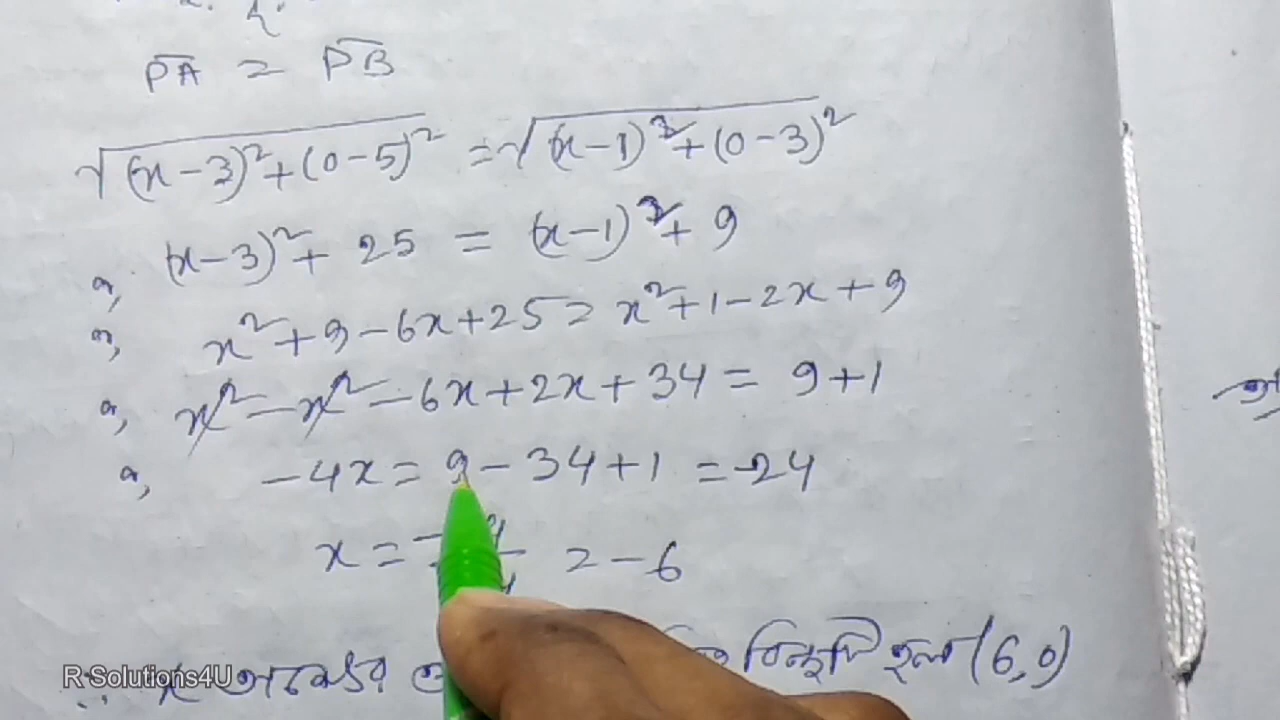 PA = PB
√(x-3)²+(0-5)² = √(x-1)²+(0-3)²
বা, (x-3)²+ 25 = (x-1)²+ 9
বা, x²+9-6x+25= x²+1-2x+9
বা, x²-x²-6x+2x+34= 9+1
বা, -4x= 9-34+1 =-24
x= = -6
∴ x অক্ষের বিন্দুটি হল (6,0)
R Solutions4U